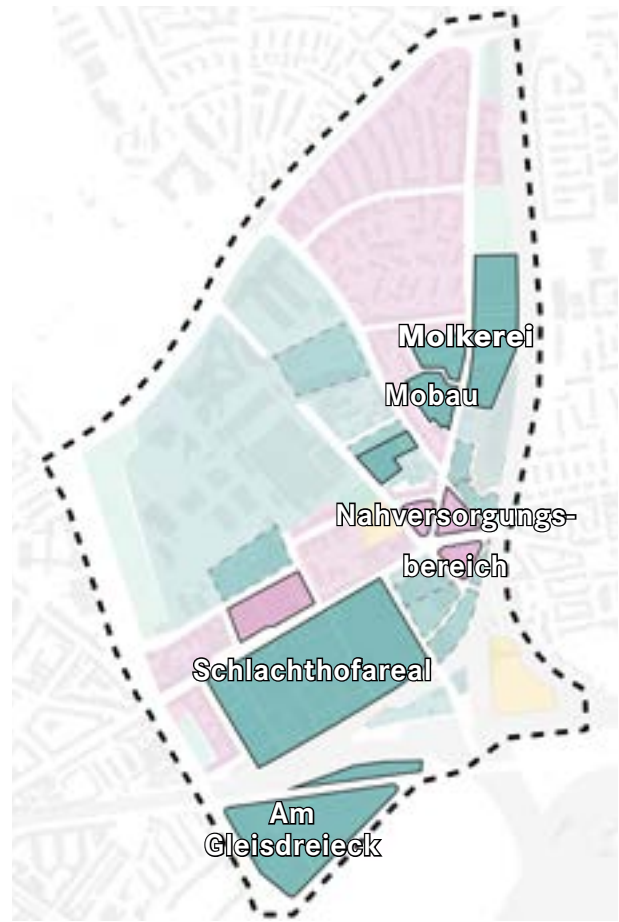 Molkerei
Mobau
Nahversorgungs-
bereich
Schlachthofareal
Am
Gleisdreieck